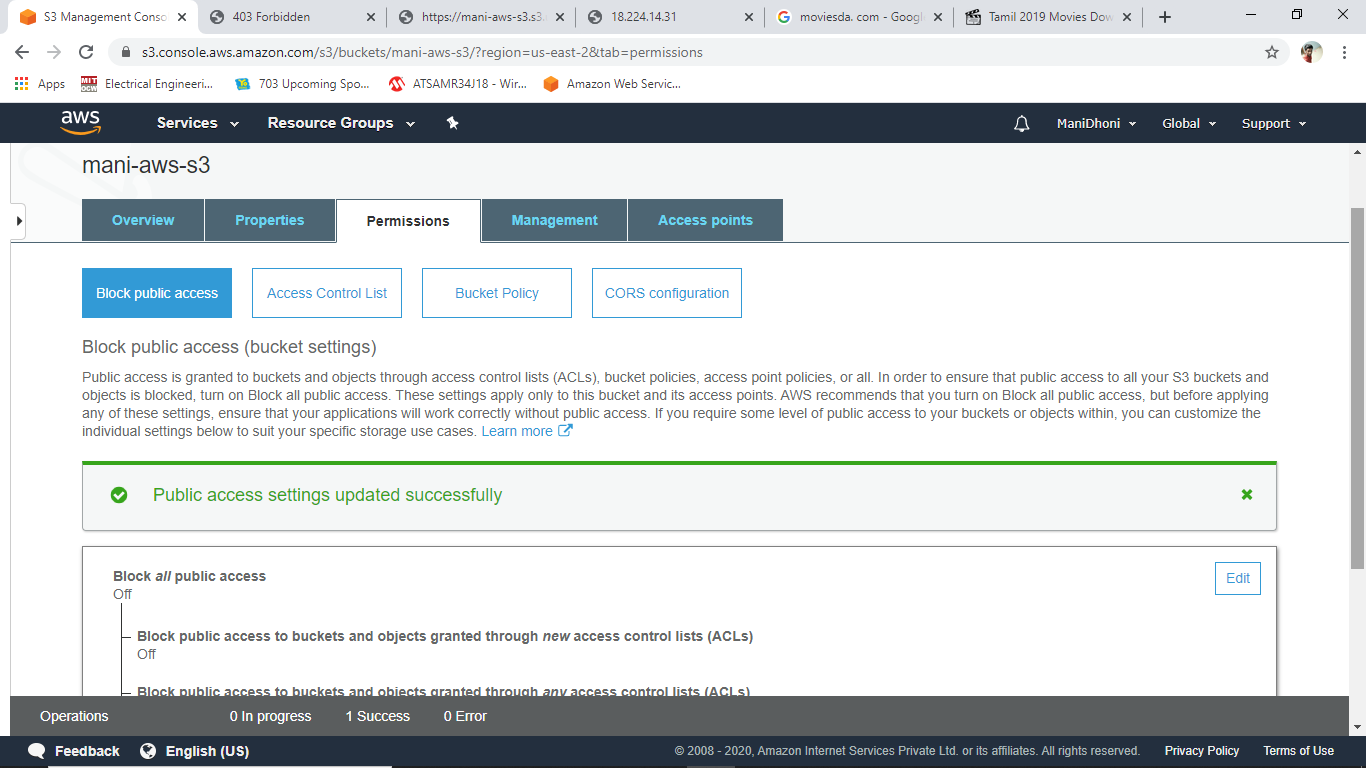 S3 Management Conso
403 Forbidden
https://mani-aws-s3.s3.
18.224.14.31
moviesda. com - Googl
Tamil 2019 Movies Dow
s3.console.aws.amazon.com/s3/buckets/mani-aws-s3/?region=us-east-2&tab=permissions
Apps
MIT OCW
Electrical Engineeri...
703 Upcoming Spo...
ATSAMR34J18 - Wir...
Amazon Web Servic...
aws
Services
Resource Groups
ManiDhoni
Global
Support
mani-aws-s3
Overview
Properties
Permissions
Management
Access points
Block public access
Access Control List
Bucket Policy
CORS configuration
Block public access (bucket settings)
Public access is granted to buckets and objects through access control lists (ACLs), bucket policies, access point policies, or all. In order to ensure that public access to all your S3 buckets and
objects is blocked, turn on Block all public access. These settings apply only to this bucket and its access points. AWS recommends that you turn on Block all public access, but before applying
any of these settings, ensure that your applications will work correctly without public access. If you require some level of public access to your buckets or objects within, you can customize the
individual settings below to suit your specific storage use cases. Learn more
Public access settings updated successfully
Block all public access
Edit
Off
Block public access to buckets and objects granted through new access control lists (ACLs)
Off
Block public access to buckets and objects granted through any access control lists (ACLs)
Operations
0 In progress
1 Success
0 Error
Feedback
English (US)
© 2008 - 2020, Amazon Internet Services Private Ltd. or its affiliates. All rights reserved.
Privacy Policy
Terms of Use